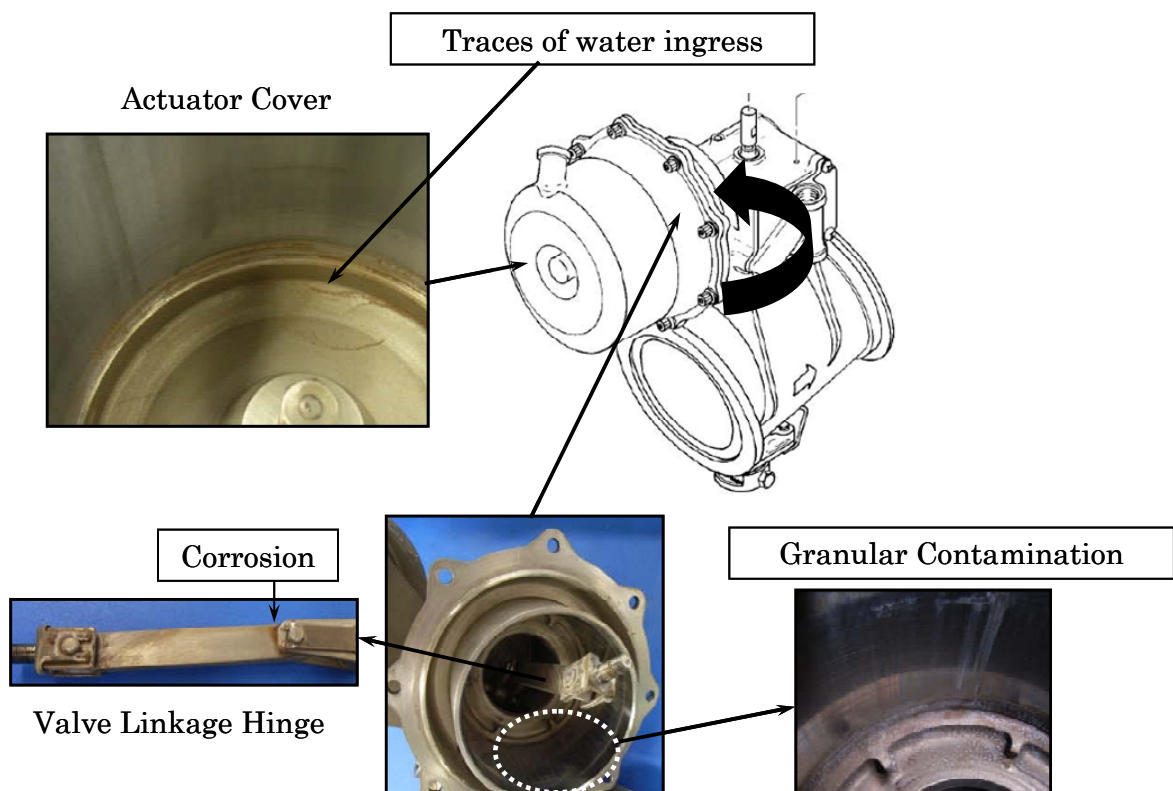 Traces of water ingress
Actuator Cover
Corrosion
Granular Contamination
Valve Linkage Hinge